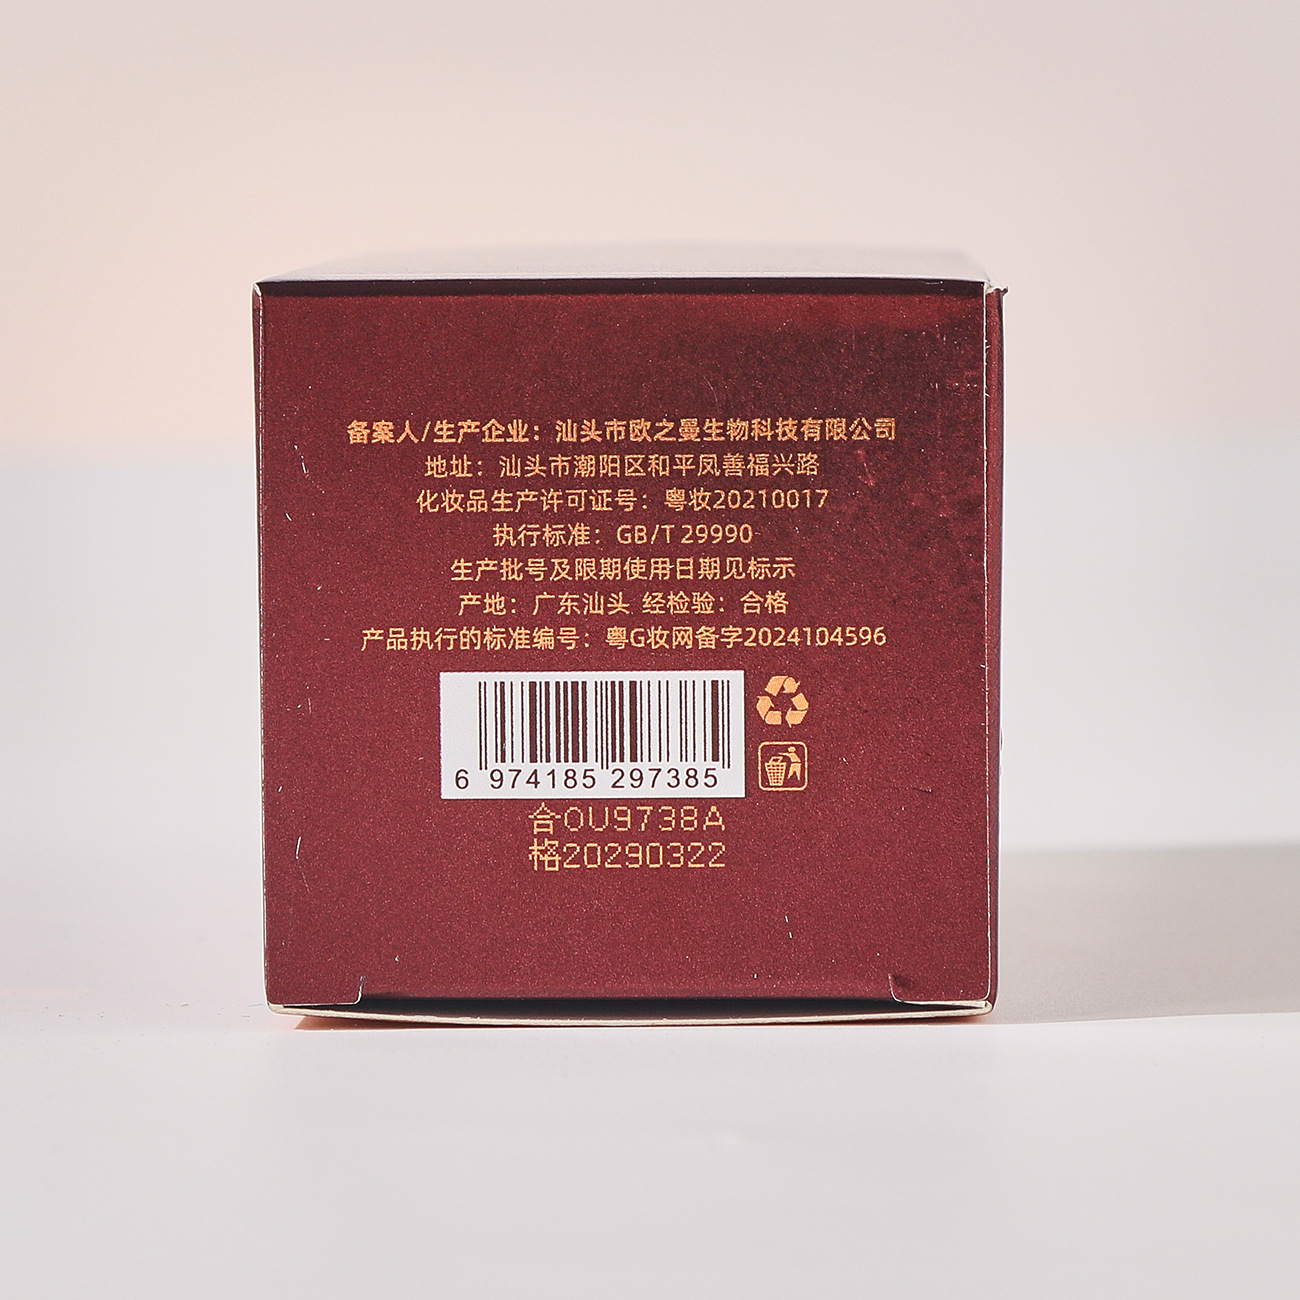 备案人/生产企业：汕头市欧之曼生物科技有限公司
地址：汕头市潮阳区和平凤善福兴路
化妆品生产许可证号：粤妆20210017
执行标准：GB/T 29990
生产批号及限期使用日期见标示
产地：广东汕头 经检验：合格
产品执行的标准编号：粤G妆网备字2024104596
6 974185 297385
合OU9738A
格20290322